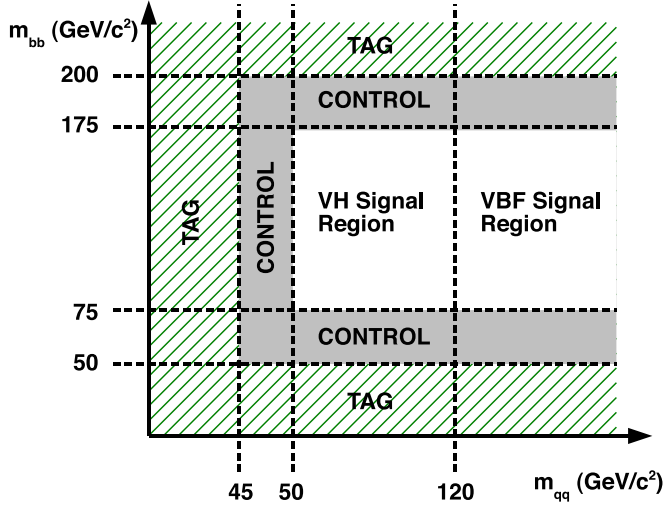 m_bb (GeV/c²)
TAG
200
CONTROL
175
VH Signal
Region
VBF Signal
Region
TAG
CONTROL
75
CONTROL
50
TAG
45
50
120
m_qq (GeV/c²)